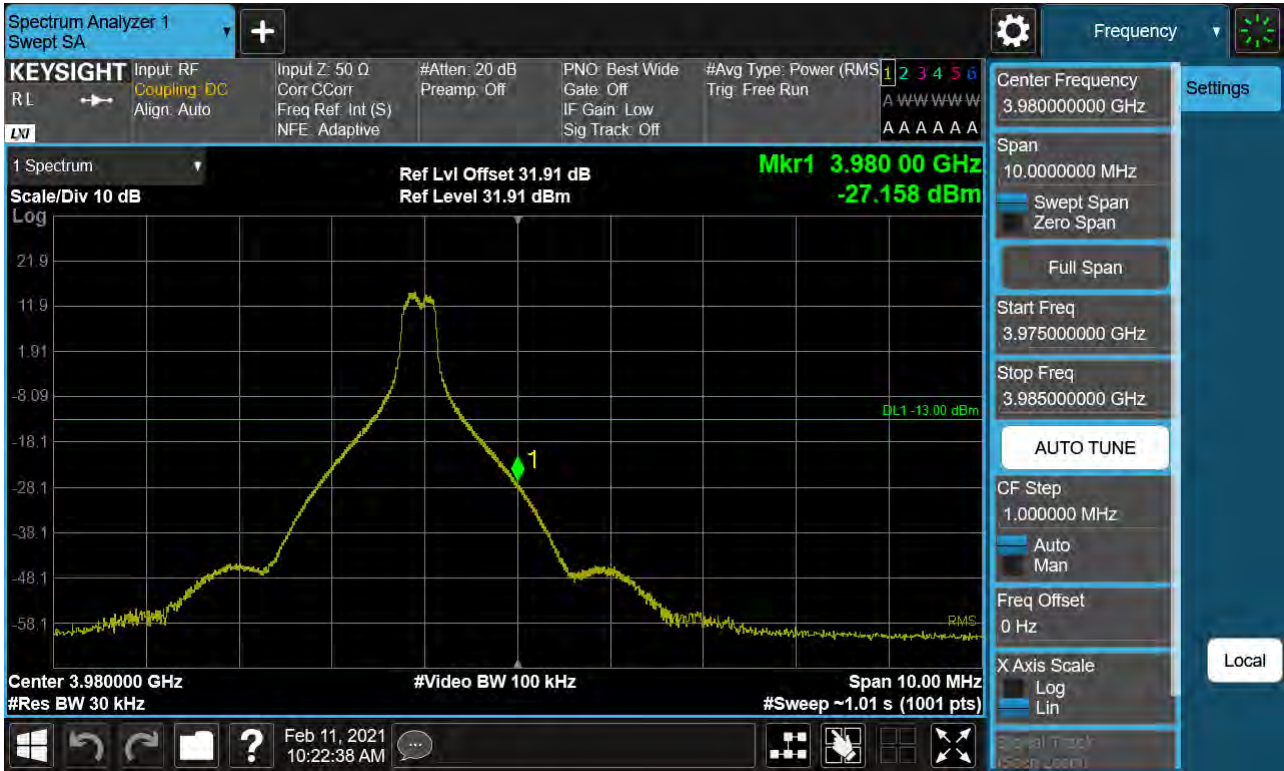 Spectrum Analyzer 1
Swept SA
Frequency
KEYSIGHT
RL
LXI
Input: RF
Coupling: DC
Align: Auto
Input Z: 50 Ω
Corr CCorr
Freq Ref: Int (S)
NFE: Adaptive
#Atten: 20 dB
Preamp: Off
PNO: Best Wide
Gate: Off
IF Gain: Low
Sig Track: Off
#Avg Type: Power (RMS
Trig: Free Run
1 2 3 4 5 6
A W W W W W
A A A A A A
1 Spectrum
Scale/Div 10 dB
Ref Lvl Offset 31.91 dB
Ref Level 31.91 dBm
Mkr1 3.980 00 GHz
-27.158 dBm
Log
21.9
11.9
1.91
-8.09
-18.1
-28.1
-38.1
-48.1
-58.1
DL1 -13.00 dBm
1
RMS
Center 3.980000 GHz
#Res BW 30 kHz
#Video BW 100 kHz
Span 10.00 MHz
#Sweep ~1.01 s (1001 pts)
Center Frequency
3.980000000 GHz
Settings
Span
10.0000000 MHz
Swept Span
Zero Span
Full Span
Start Freq
3.975000000 GHz
Stop Freq
3.985000000 GHz
AUTO TUNE
CF Step
1.000000 MHz
Auto
Man
Freq Offset
0 Hz
X Axis Scale
Log
Lin
Signal Track
(Span Zoom)
Local
?
Feb 11, 2021
10:22:38 AM